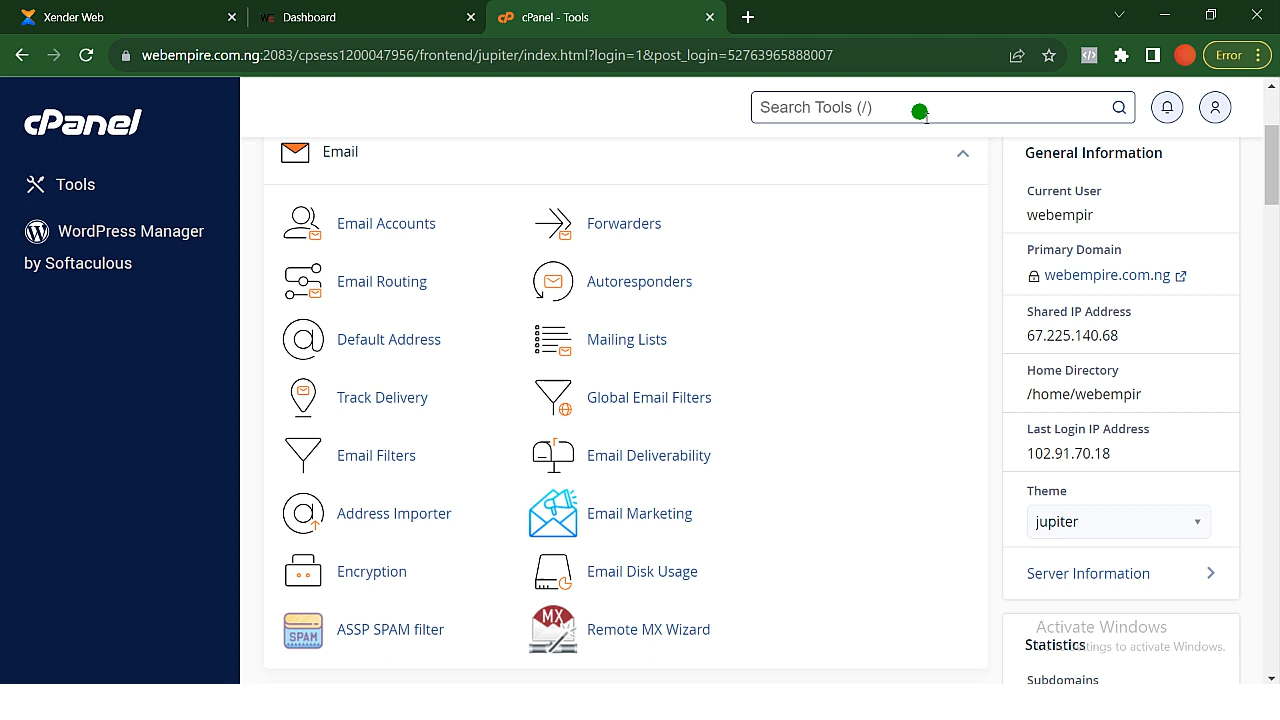 Xender Web
Dashboard
cPanel - Tools
webempire.com.ng:2083/cpsess1200047956/frontend/jupiter/index.html?login=1&post_login=52763965888007
Error
cPanel
Search Tools (/)
Tools
WordPress Manager
by Softaculous
Email
Email Accounts
Forwarders
Email Routing
Autoresponders
Default Address
Mailing Lists
Track Delivery
Global Email Filters
Email Filters
Email Deliverability
Address Importer
Email Marketing
Encryption
Email Disk Usage
SPAM
ASSP SPAM filter
MX
Remote MX Wizard
General Information
Current User
webempir
Primary Domain
webempire.com.ng
Shared IP Address
67.225.140.68
Home Directory
/home/webempir
Last Login IP Address
102.91.70.18
Theme
jupiter
Server Information
Activate Windows
Statistics
to activate Windows.
Subdomains